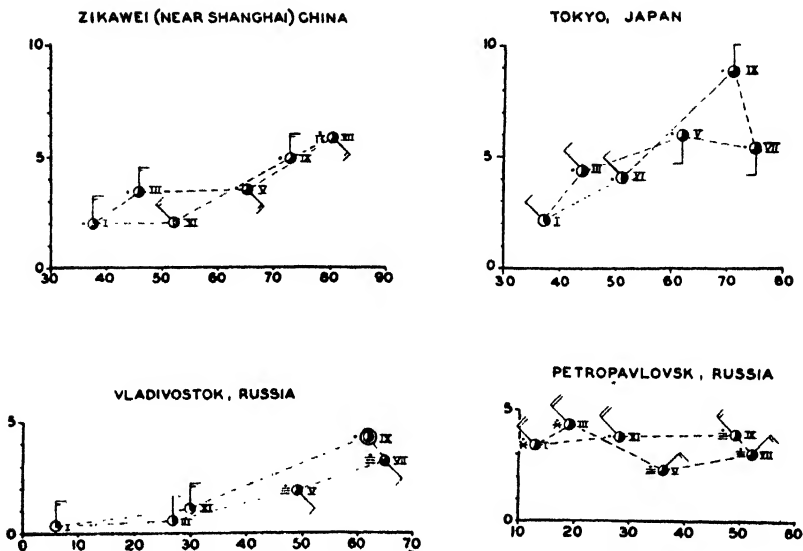 ZIKAWEI (NEAR SHANGHAI) CHINA
10
5
0
I
III
XI
V
IX
VII
30 40 50 60 70 80 90
TOKYO, JAPAN
10
5
0
I
III
XI
V
IX
VII
30 40 50 60 70 80
VLADIVOSTOK, RUSSIA
5
0
I
III
XI
V
IX
VII
0 10 20 30 40 50 60 70
PETROPAVLOVSK, RUSSIA
5
0
I
III
XI
V
IX
VII
10 20 30 40 50 60